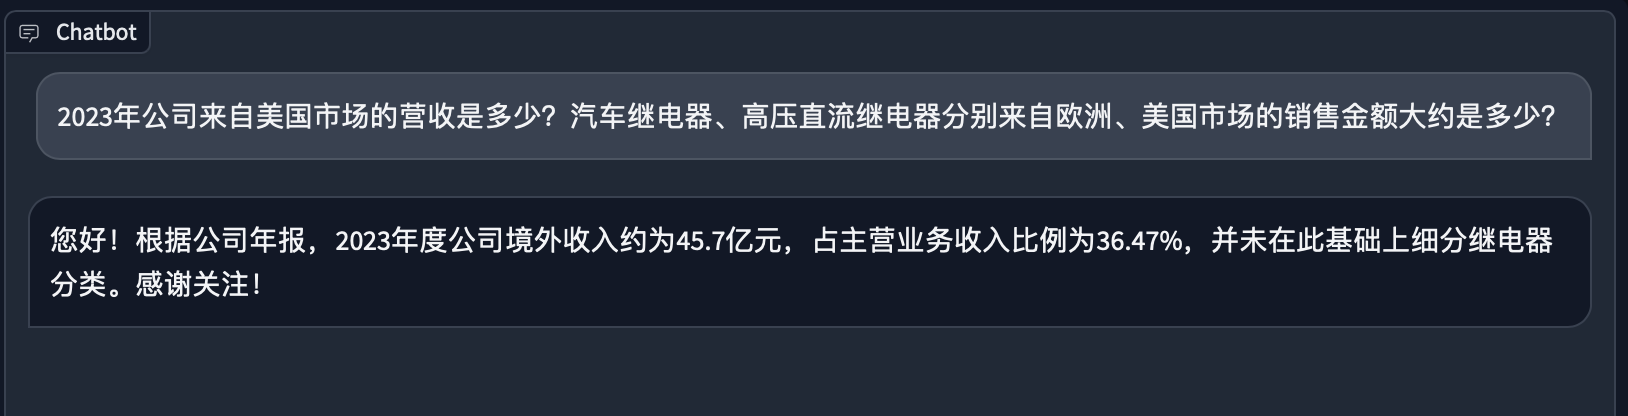 Chatbot
2023年公司来自美国市场的营收是多少？汽车继电器、高压直流继电器分别来自欧洲、美国市场的销售金额大约是多少？
您好！根据公司年报，2023年度公司境外收入约为45.7亿元，占主营业务收入比例为36.47%，并未在此基础上细分继电器
分类。感谢关注！